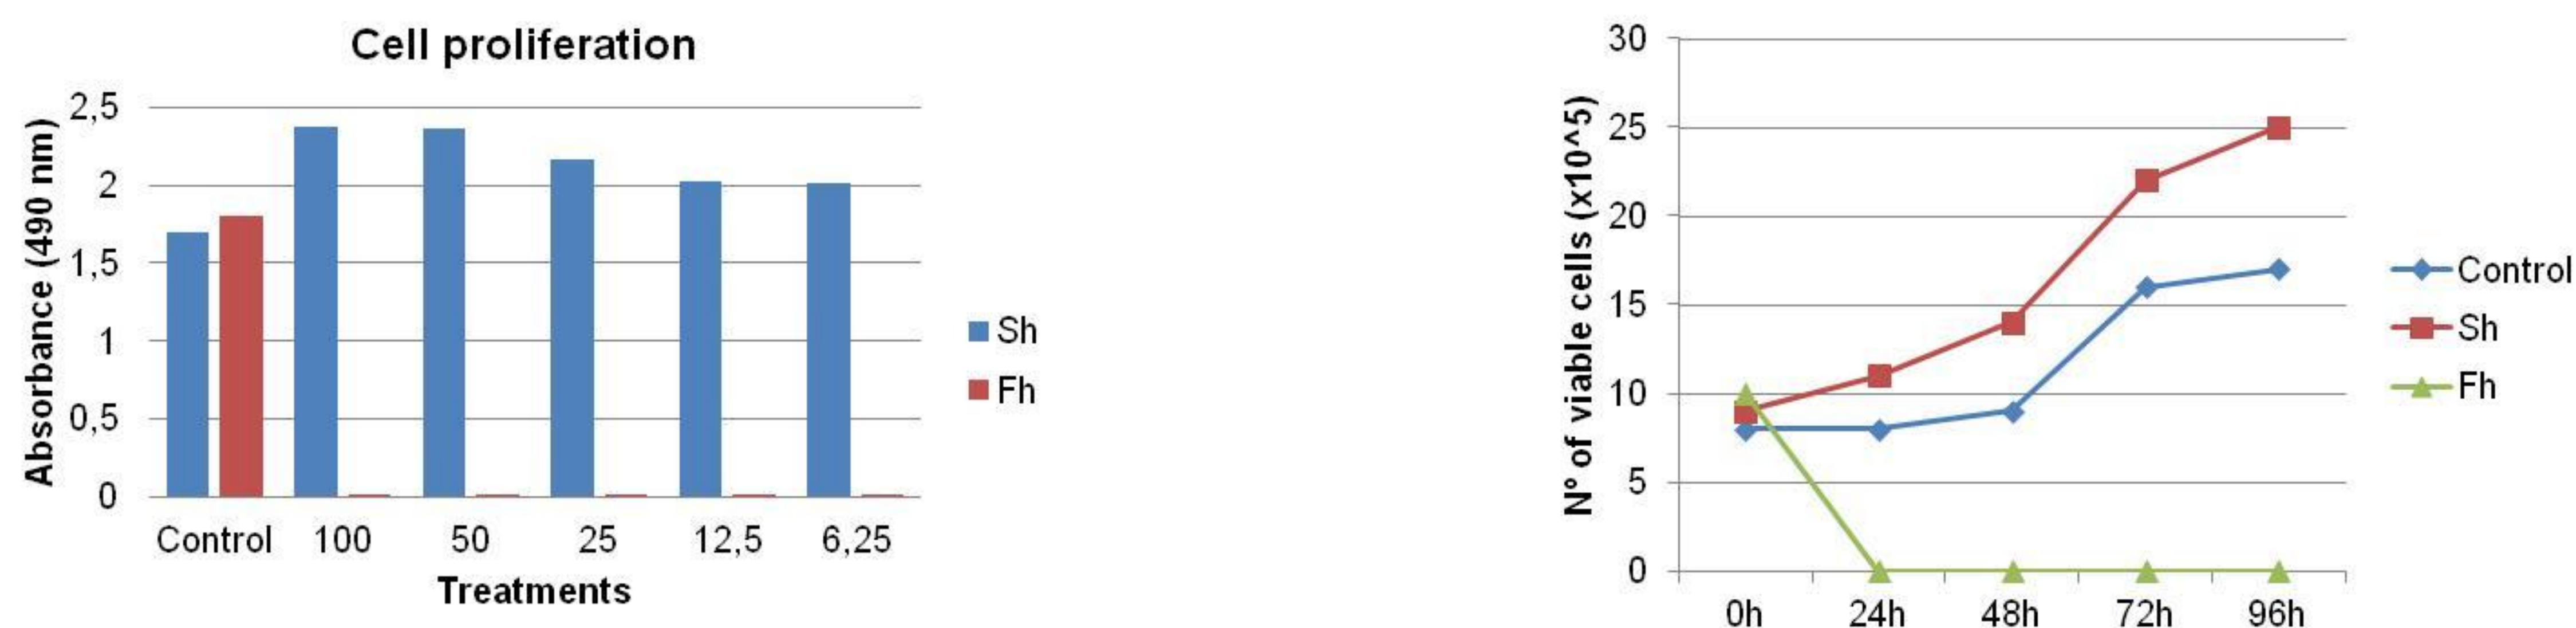 Cell proliferation
Absorbance (490 nm)
2,5
2
1,5
1
0,5
0
Control 100 50 25 12,5 6,25
Treatments
Sh
Fh
N° of viable cells (x10^5)
30
25
20
15
10
5
0
0h 24h 48h 72h 96h
Control
Sh
Fh